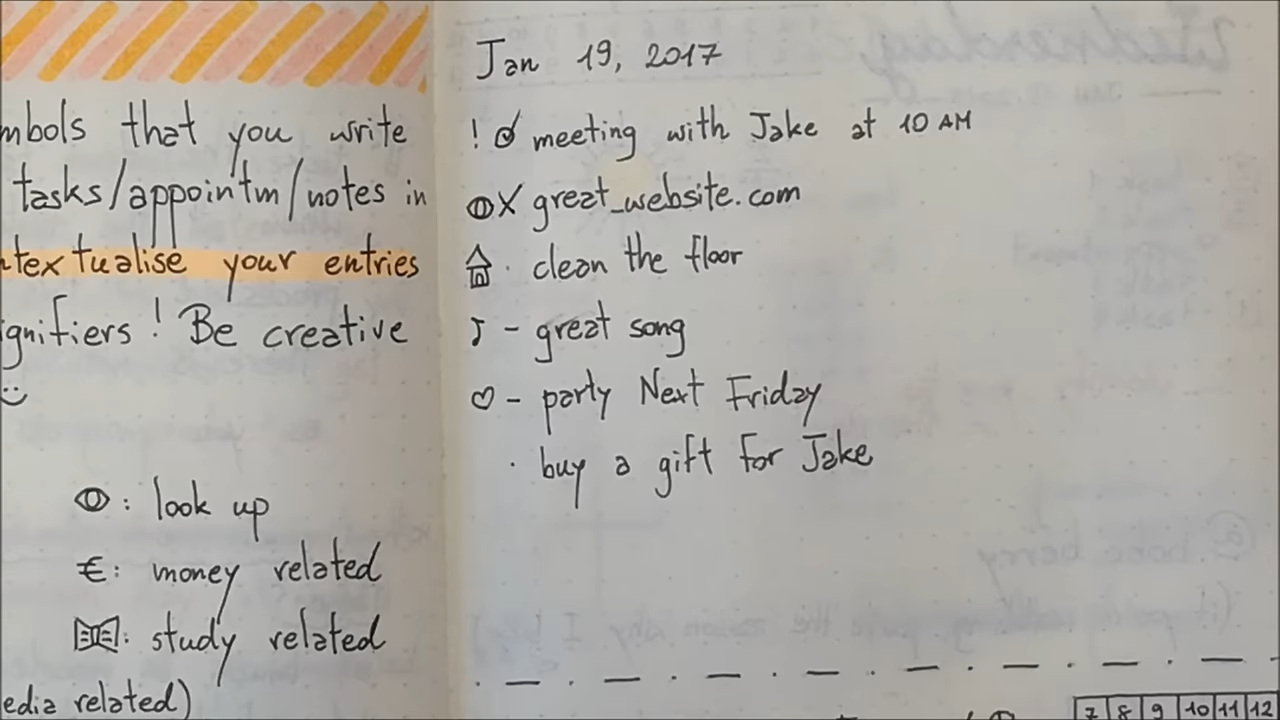 mbols that you write
tasks/appointm/notes in
ntextualise your entries
gnifiers! Be creative
: look up
€: money related
: study related
edia related)
Jan 19, 2017
! meeting with Jake at 10 AM
X great_website.com
· clean the floor
♪ - great song
♡ - party Next Friday
· buy a gift for Jake
7 8 9 10 11 12